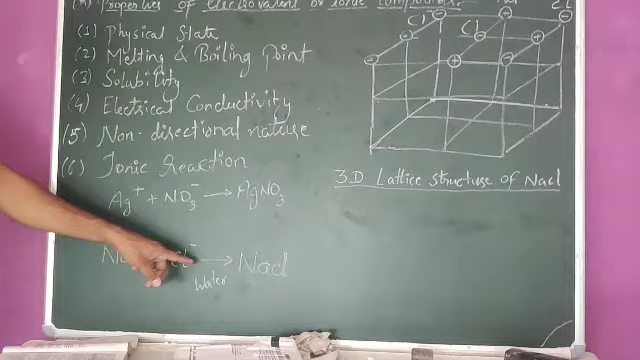 (*) Properties of electrovalent or ionic compounds:
(1) Physical State
(2) Melting & Boiling Point
(3) Solubility
(4) Electrical Conductivity
(5) Non-directional nature
(6) Ionic Reaction
Ag⁺ + NO₃⁻ → AgNO₃
Cl⁻ → Nacl
Water
Cl Cl Cl
3.D Lattice structure of Nacl